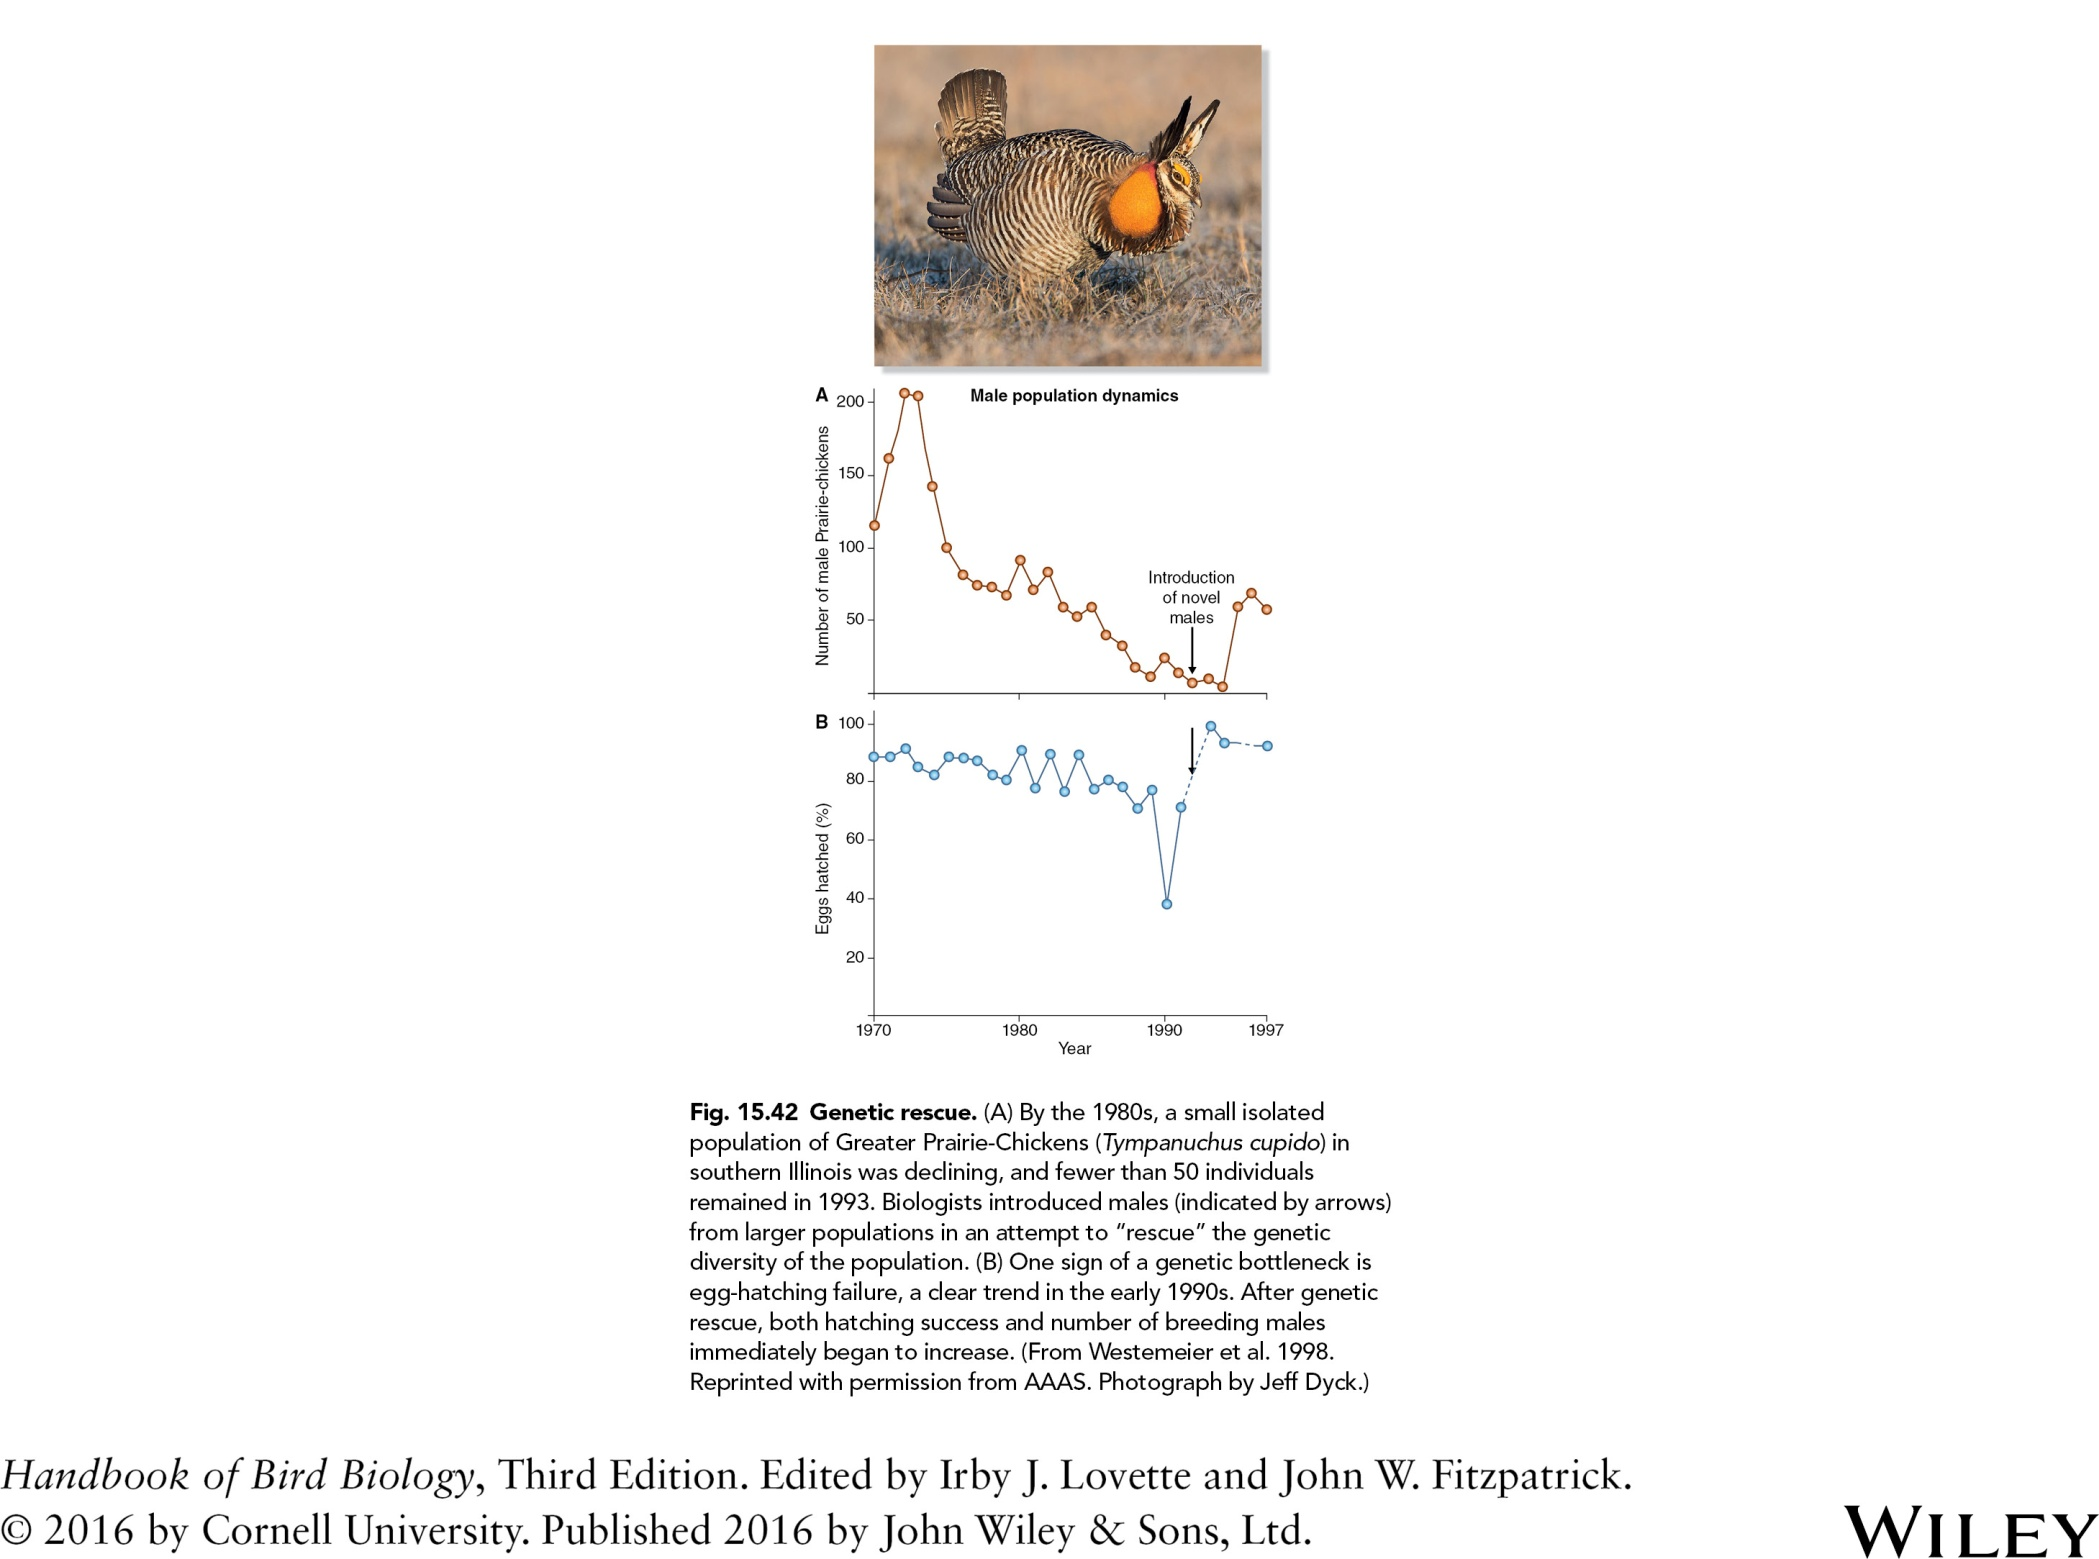 A
Male population dynamics
Number of male Prairie-chickens
200
150
100
50
Introduction
of novel
males
B
Eggs hatched (%)
100
80
60
40
20
1970
1980
1990
1997
Year
Fig. 15.42 Genetic rescue. (A) By the 1980s, a small isolated
population of Greater Prairie-Chickens (Tympanuchus cupido) in
southern Illinois was declining, and fewer than 50 individuals
remained in 1993. Biologists introduced males (indicated by arrows)
from larger populations in an attempt to “rescue” the genetic
diversity of the population. (B) One sign of a genetic bottleneck is
egg-hatching failure, a clear trend in the early 1990s. After genetic
rescue, both hatching success and number of breeding males
immediately began to increase. (From Westemeier et al. 1998.
Reprinted with permission from AAAS. Photograph by Jeff Dyck.)
Handbook of Bird Biology, Third Edition. Edited by Irby J. Lovette and John W. Fitzpatrick.
© 2016 by Cornell University. Published 2016 by John Wiley & Sons, Ltd.
WILEY